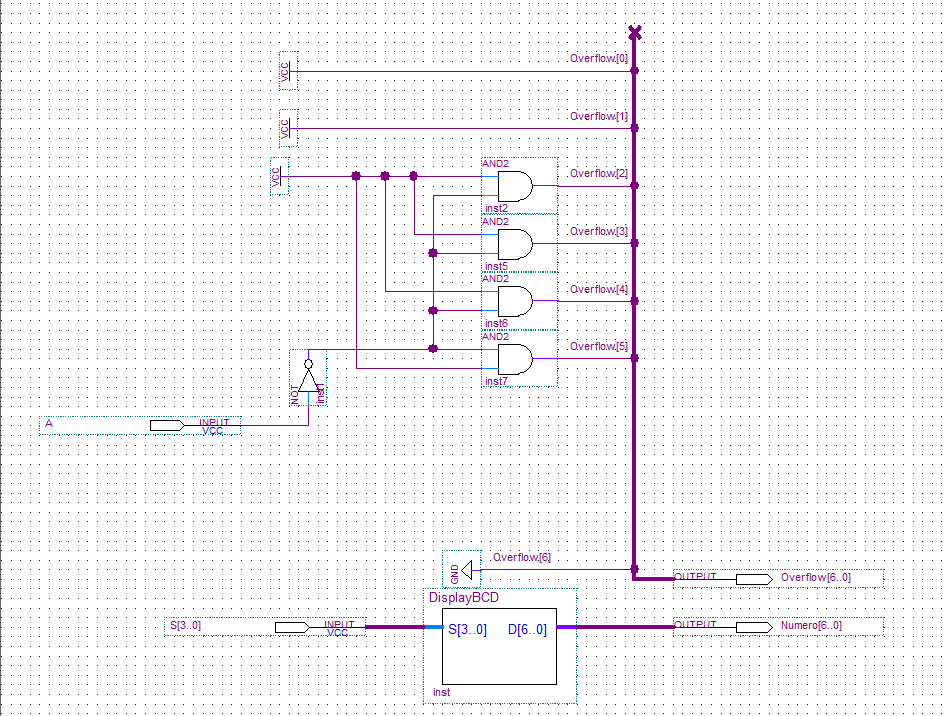 Overflow[0]
VCC
Overflow[1]
VCC
AND2
VCC
Overflow[2]
inst2
AND2
Overflow[3]
inst5
AND2
Overflow[4]
inst6
AND2
Overflow[5]
inst7
NOT
inst1
A
INPUT
VCC
Overflow[6]
GND
OUTPUT
Overflow[6..0]
DisplayBCD
S[3..0]
INPUT
VCC
S[3..0]
D[6..0]
OUTPUT
Numero[6..0]
inst